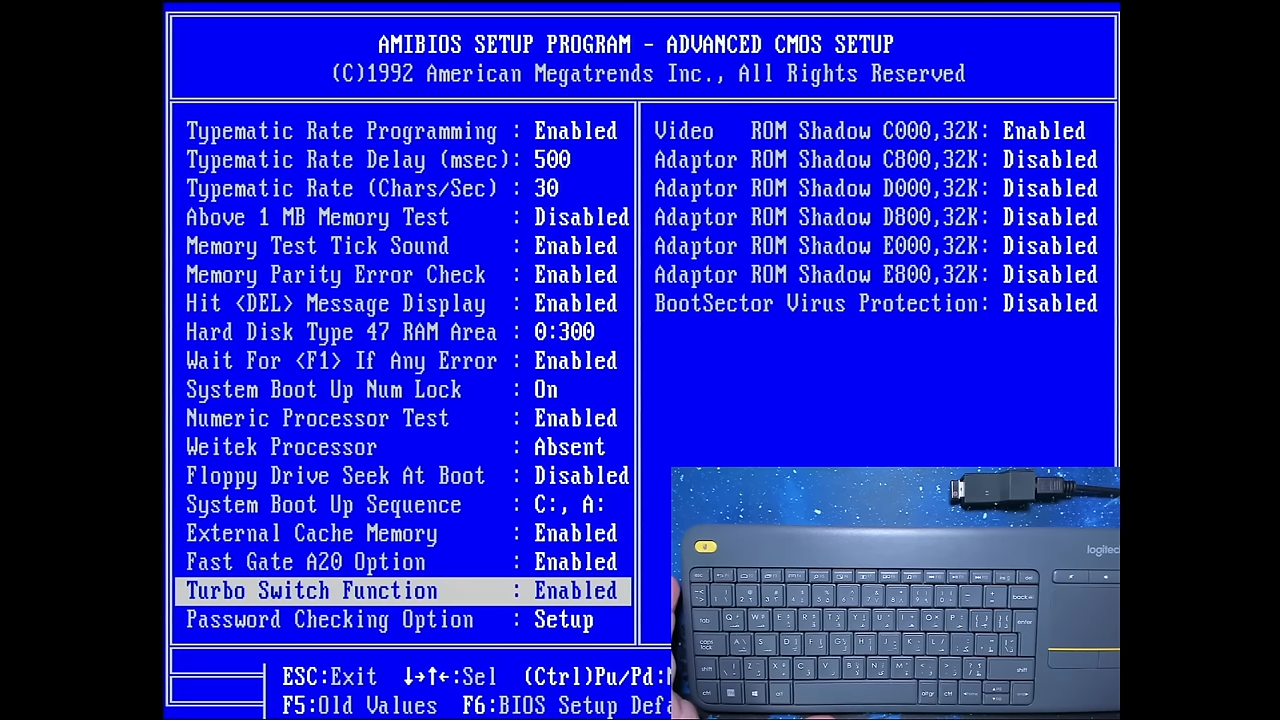 AMIBIOS SETUP PROGRAM - ADVANCED CMOS SETUP
(C)1992 American Megatrends Inc., All Rights Reserved
Typematic Rate Programming : Enabled
Typematic Rate Delay (msec): 500
Typematic Rate (Chars/Sec) : 30
Above 1 MB Memory Test : Disabled
Memory Test Tick Sound : Enabled
Memory Parity Error Check : Enabled
Hit <DEL> Message Display : Enabled
Hard Disk Type 47 RAM Area : 0:300
Wait For <F1> If Any Error : Enabled
System Boot Up Num Lock : On
Numeric Processor Test : Enabled
Weitek Processor : Absent
Floppy Drive Seek At Boot : Disabled
System Boot Up Sequence : C:, A:
External Cache Memory : Enabled
Fast Gate A20 Option : Enabled
Turbo Switch Function : Enabled
Password Checking Option : Setup
Video ROM Shadow C000,32K: Enabled
Adaptor ROM Shadow C800,32K: Disabled
Adaptor ROM Shadow D000,32K: Disabled
Adaptor ROM Shadow D800,32K: Disabled
Adaptor ROM Shadow E000,32K: Disabled
Adaptor ROM Shadow E800,32K: Disabled
BootSector Virus Protection: Disabled
ESC:Exit ↓→↑←:Sel (Ctrl)Pu/Pd:
F5:Old Values F6:BIOS Setup Defa
logitech